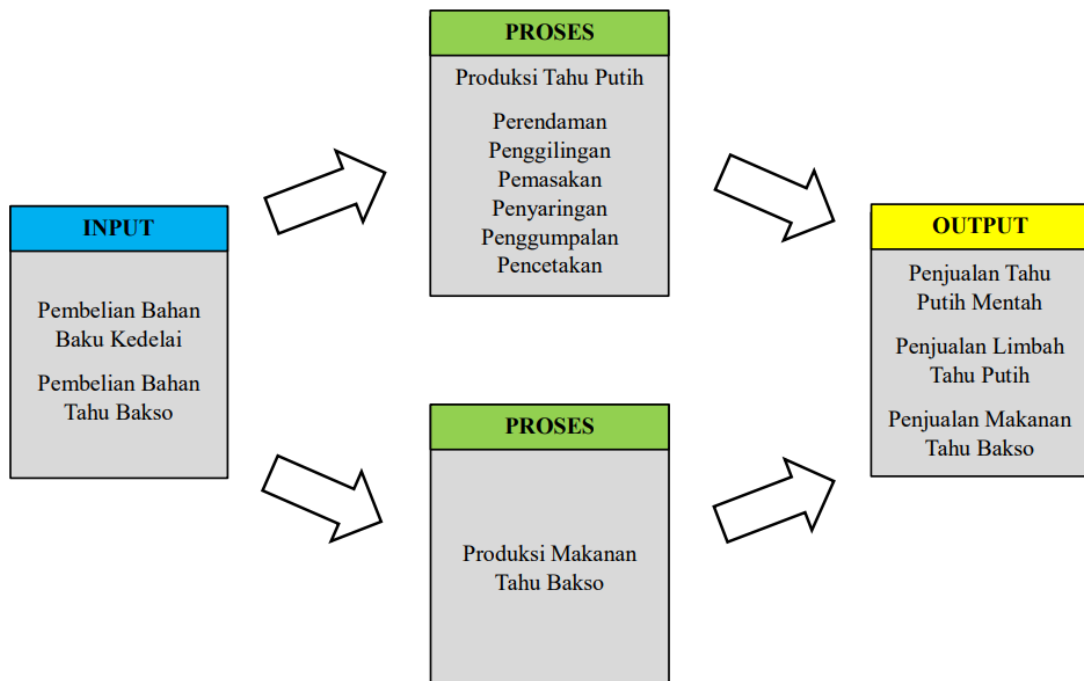 INPUT
Pembelian Bahan
Baku Kedelai
Pembelian Bahan
Tahu Bakso
PROSES
Produksi Tahu Putih
Perendaman
Penggilingan
Pemasakan
Penyaringan
Penggumpalan
Pencetakan
PROSES
Produksi Makanan
Tahu Bakso
OUTPUT
Penjualan Tahu
Putih Mentah
Penjualan Limbah
Tahu Putih
Penjualan Makanan
Tahu Bakso